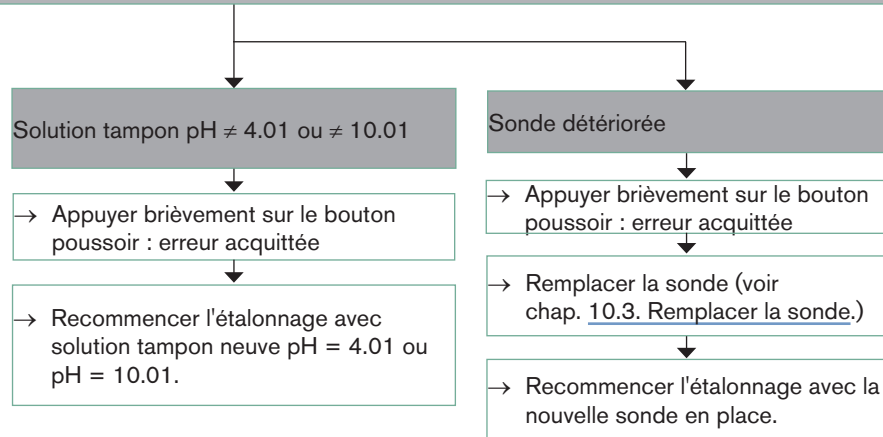 Solution tampon pH ≠ 4.01 ou ≠ 10.01
→ Appuyer brièvement sur le bouton
poussoir : erreur acquittée
→ Recommencer l'étalonnage avec
solution tampon neuve pH = 4.01 ou
pH = 10.01.
Sonde détériorée
→ Appuyer brièvement sur le bouton
poussoir : erreur acquittée
→ Remplacer la sonde (voir
chap. 10.3. Remplacer la sonde.)
→ Recommencer l'étalonnage avec la
nouvelle sonde en place.